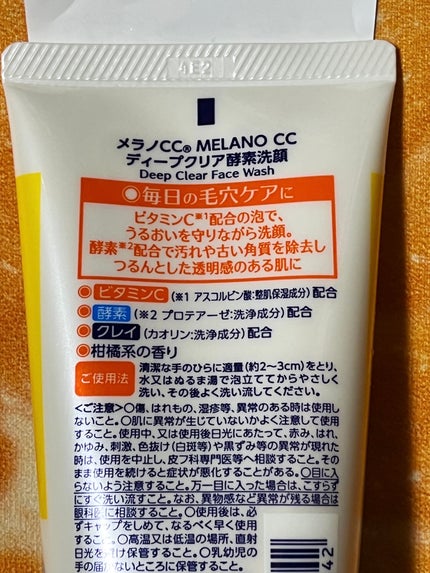 4E2
メラノCC® MELANO CC
ディープクリア酵素洗顔
Deep Clear Face Wash
毎日の毛穴ケアに
ビタミンC※1配合の泡で、
うるおいを守りながら洗顔。
酵素※2配合で汚れや古い角質を除去し
つるんとした透明感のある肌に
ビタミンC (※1 アスコルビン酸:整肌保湿成分) 配合
酵素 (※2 プロテアーゼ:洗浄成分) 配合
クレイ (カオリン:洗浄成分) 配合
柑橘系の香り
ご使用法
清潔な手のひらに適量(約2〜3cm)をとり、
水又はぬるま湯で泡立ててからやさしく
洗い、その後よく洗い流してください。
<ご注意>○傷、はれもの、湿疹等、異常のある時は使用し
ないこと。○肌に異常が生じていないかよく注意して使用
すること。使用中、又は使用後日光にあたって、赤み、はれ、
かゆみ、刺激、色抜け(白斑等)や黒ずみ等の異常が現れた
時は、使用を中止し、皮フ科専門医等へ相談すること。その
まま使用を続けると症状が悪化することがある。○目に入
らないよう注意すること。万一目に入った場合は、こすらず
にすぐ洗い流すこと。なお、異物感など異常が残る場合は
眼科医に相談すること。○使用後は、必
ずキャップをしめて、なるべく早く使用
すること。○高温又は低温の場所、直射
日光を避け保管すること。○乳幼児の
手の届かないところに保管すること。
42